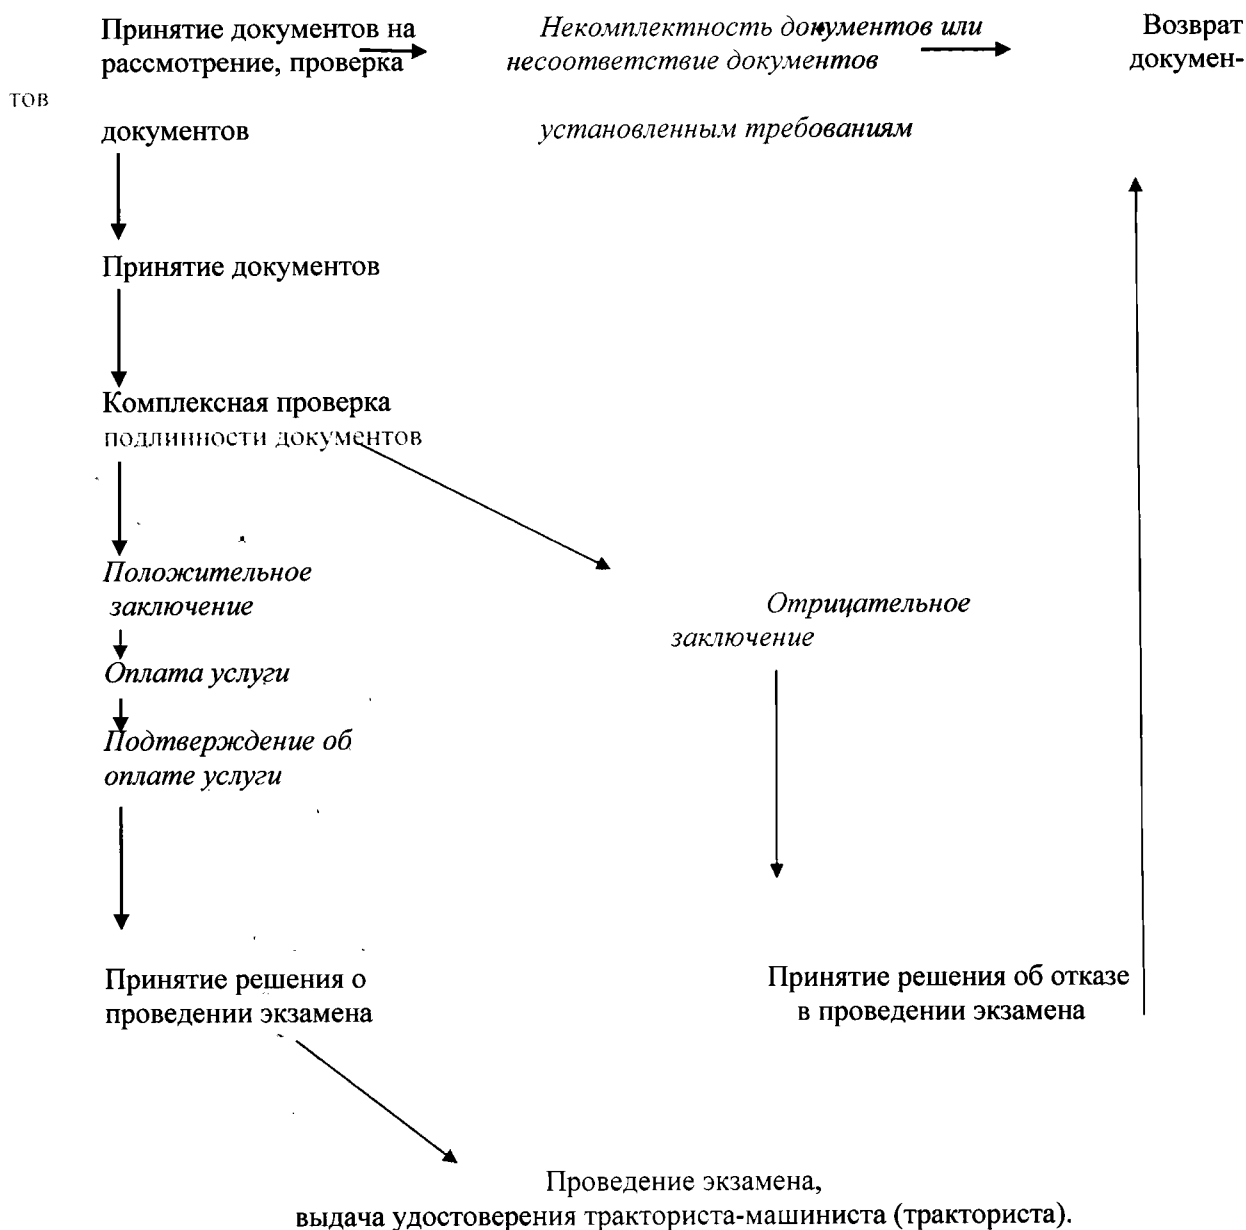 Принятие документов на Некомплектность документов или Возврат
рассмотрение, проверка несоответствие документов докумен-
тов
документов установленным требованиям
Принятие документов
Комплексная проверка
подлинности документов
Положительное
заключение
Отрицательное
заключение
Оплата услуги
Подтверждение об
оплате услуги
Принятие решения о
проведении экзамена
Принятие решения об отказе
в проведении экзамена
Проведение экзамена,
выдача удостоверения тракториста-машиниста (тракториста).